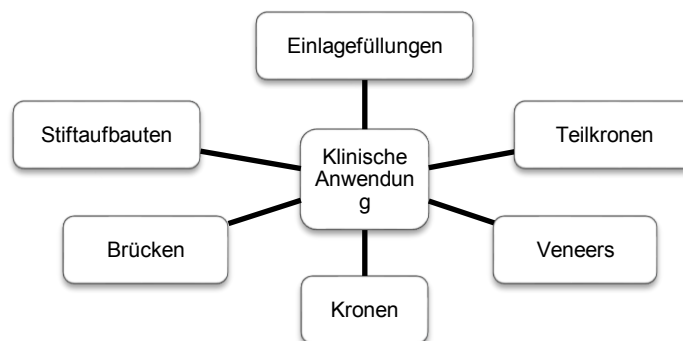 Einlagefüllungen
Stiftaufbauten
Teilkronen
Klinische
Anwendun
g
Brücken
Veneers
Kronen